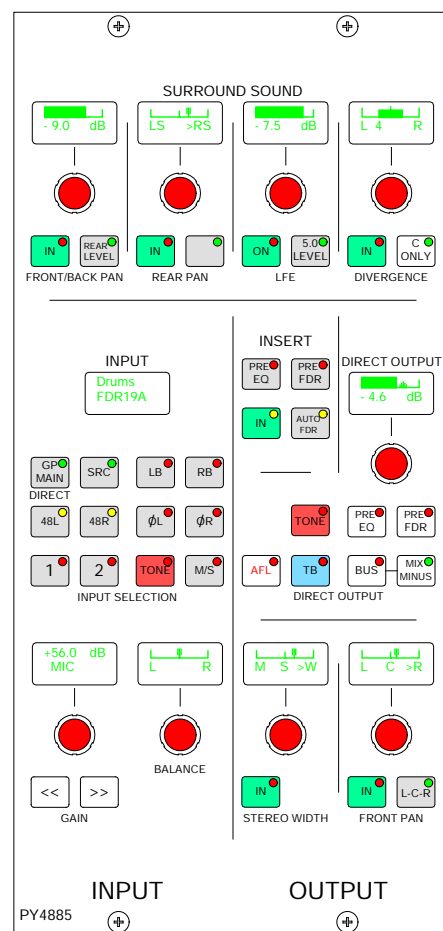 SURROUND SOUND
- 9.0 dB
LS >RS
- 7.5 dB
L 4 R
IN
REAR LEVEL
IN
ON
5.0 LEVEL
IN
C ONLY
FRONT/BACK PAN
REAR PAN
LFE
DIVERGENCE
INPUT
Drums
FDR19A
INSERT
PRE EQ
PRE FDR
IN
AUTO FDR
DIRECT OUTPUT
- 4.6 dB
GP MAIN
SRC
LB
RB
DIRECT
48L
48R
ϕL
ϕR
1
2
TONE
M/S
INPUT SELECTION
TONE
PRE EQ
PRE FDR
AFL
TB
BUS
MIX MINUS
DIRECT OUTPUT
+56.0 dB
MIC
L R
BALANCE
<<
>>
GAIN
M S >W
L C >R
IN
IN
L-C-R
STEREO WIDTH
FRONT PAN
INPUT
OUTPUT
PY4885